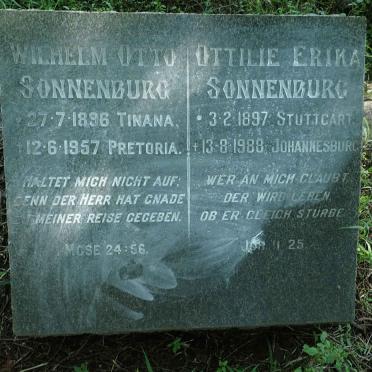 WILHELM OTTO
SONNENBURG
* 27-7-1896 TINANA.
+ 12-6-1957 PRETORIA.
HALTET MICH NICHT AUF;
DENN DER HERR HAT GNADE
MEINER REISE GEGEBEN.
MOSE 24:56.
OTTILIE ERIKA
SONNENBURG
* 3-2-1897 STUTTGART
+ 13-8-1988 JOHANNESBURG
WER AN MICH GLAUBT,
DER WIRD LEBEN,
OB ER GLEICH STURBE.
JOH. 11 25.